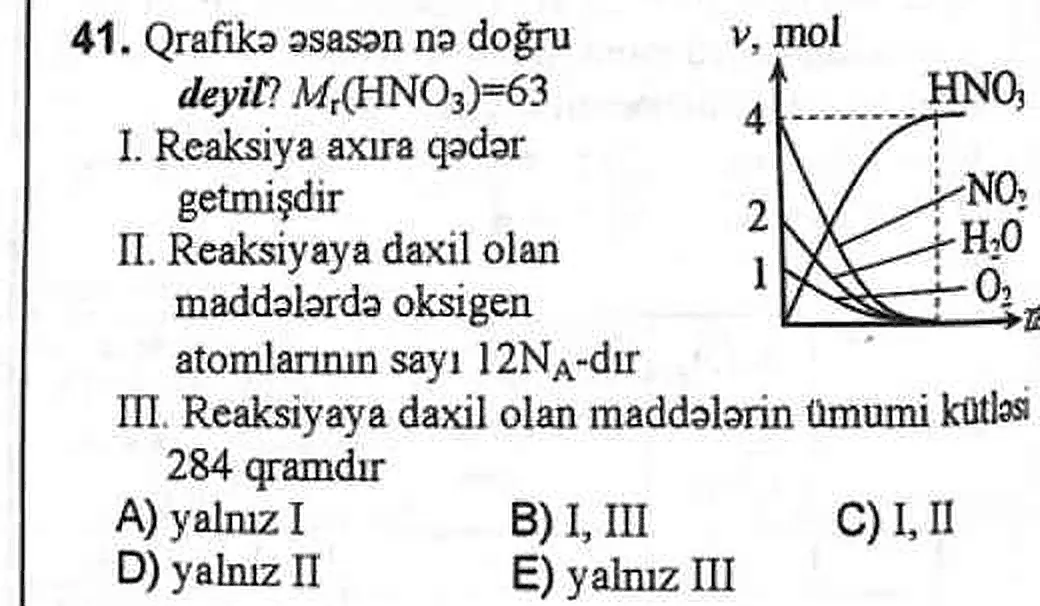 41. Qrafikə əsasən nə doğru
deyil? Mr(HNO3)=63
I. Reaksiya axıra qədər
getmişdir
II. Reaksiyaya daxil olan
maddələrdə oksigen
atomlarının sayı 12NA-dır
III. Reaksiyaya daxil olan maddələrin ümumi kütləsi
284 qramdır
A) yalnız I B) I, III C) I, II
D) yalnız II E) yalnız III
ν, mol
HNO3
4
NO2
2
H2O
1
O2